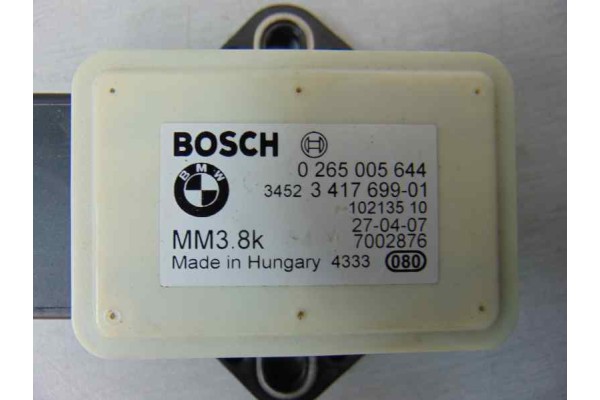 BOSCH
BMW
0 265 005 644
3452 3 417 699-01
102135 10
27-04-07
MM3.8k 7002876
Made in Hungary 4333 080